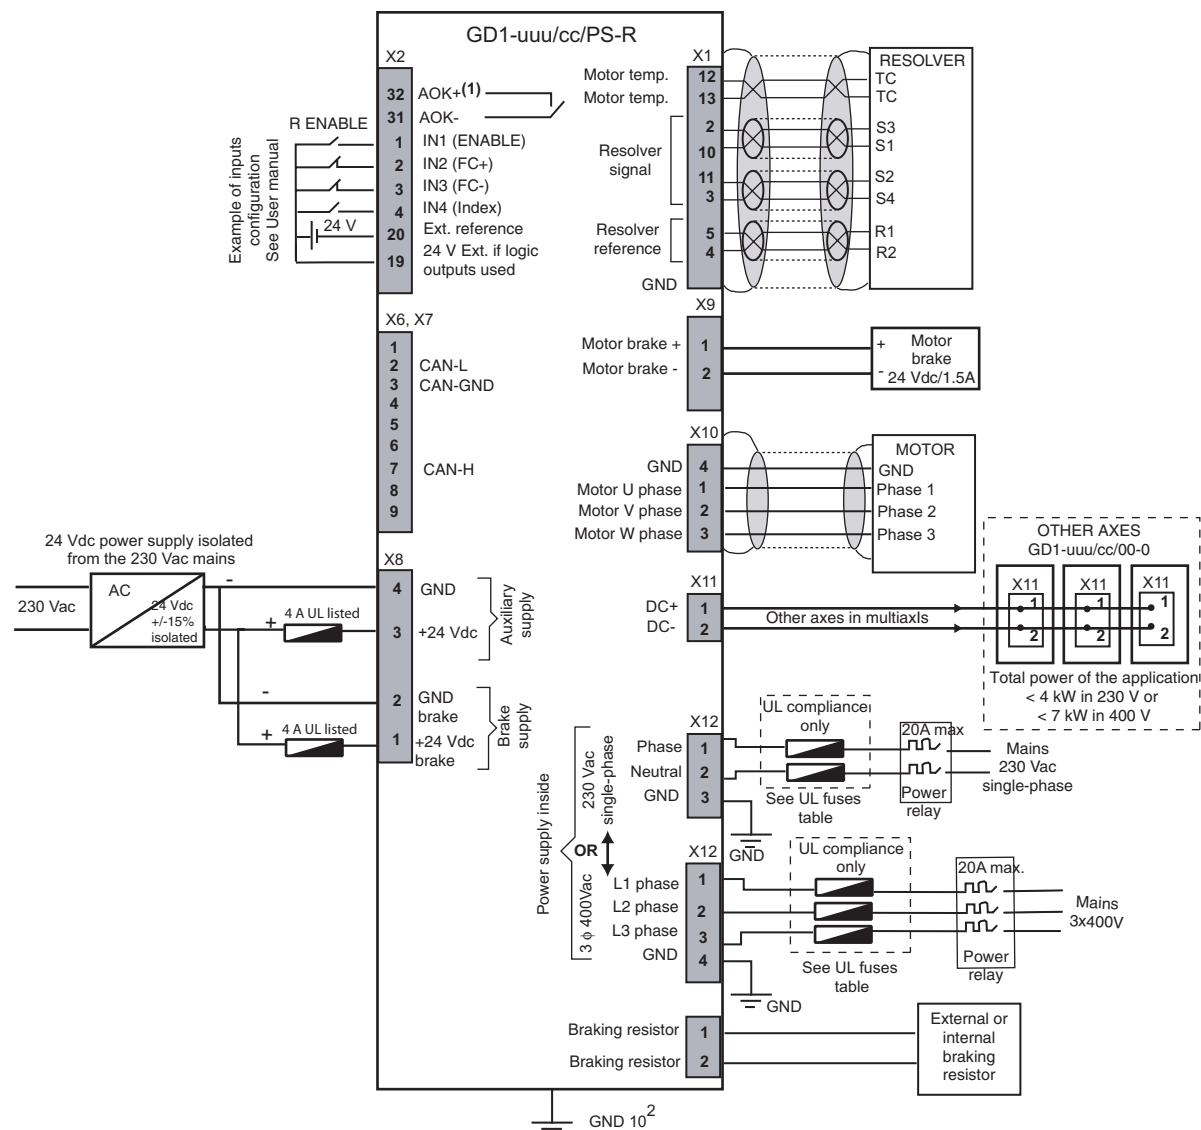 GD1-uuu/cc/PS-R
X2
32 AOK+(1)
31 AOK-
R ENABLE
1 IN1 (ENABLE)
2 IN2 (FC+)
3 IN3 (FC-)
4 IN4 (Index)
24 V
20 Ext. reference
19 24 V Ext. if logic
outputs used
Example of inputs
configuration
See User manual
X1
RESOLVER
Motor temp. 12 TC
Motor temp. 13 TC
Resolver
signal
2 S3
10 S1
11 S2
3 S4
Resolver
reference
5 R1
4 R2
GND
X6, X7
1
2 CAN-L
3 CAN-GND
4
5
6
7 CAN-H
8
9
X9
Motor brake + 1
Motor brake - 2
+ Motor
brake
- 24 Vdc/1.5A
X10
MOTOR
GND 4 GND
Motor U phase 1 Phase 1
Motor V phase 2 Phase 2
Motor W phase 3 Phase 3
24 Vdc power supply isolated
from the 230 Vac mains
230 Vac
AC
24 Vdc
+/-15%
isolated
-
+ 4 A UL listed
-
+ 4 A UL listed
X8
4 GND
3 +24 Vdc
Auxiliary
supply
2 GND
brake
1 +24 Vdc
brake
Brake
supply
X11
DC+ 1
DC- 2
Other axes in multiaxIs
OTHER AXES
GD1-uuu/cc/00-0
X11 X11 X11
1 1 1
2 2 2
Total power of the application
< 4 kW in 230 V or
< 7 kW in 400 V
Power supply inside
230 Vac
single-phase
OR
3 ϕ 400Vac
X12
Phase 1
Neutral 2
GND 3
GND
UL compliance
only
See UL fuses
table
20A max
Power
relay
Mains
230 Vac
single-phase
X12
L1 phase 1
L2 phase 2
L3 phase 3
GND 4
GND
UL compliance
only
See UL fuses
table
20A max.
Power
relay
Mains
3x400V
Braking resistor 1
Braking resistor 2
External or
internal
braking
resistor
GND 10²